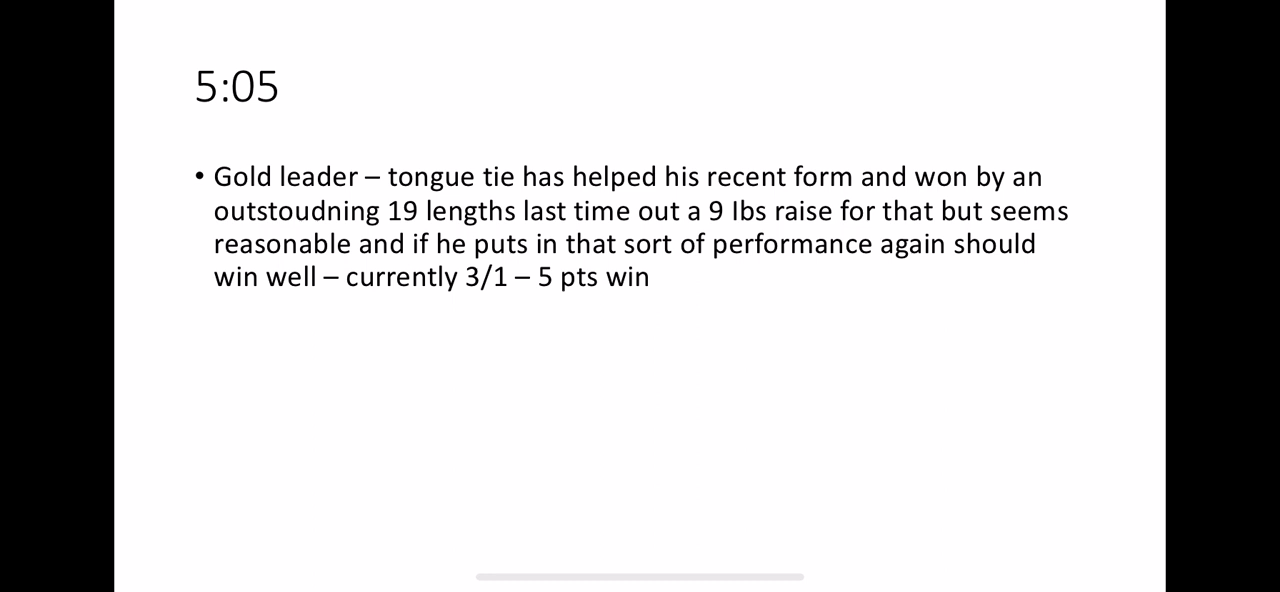 5:05
• Gold leader – tongue tie has helped his recent form and won by an
outstoudning 19 lengths last time out a 9 lbs raise for that but seems
reasonable and if he puts in that sort of performance again should
win well – currently 3/1 – 5 pts win